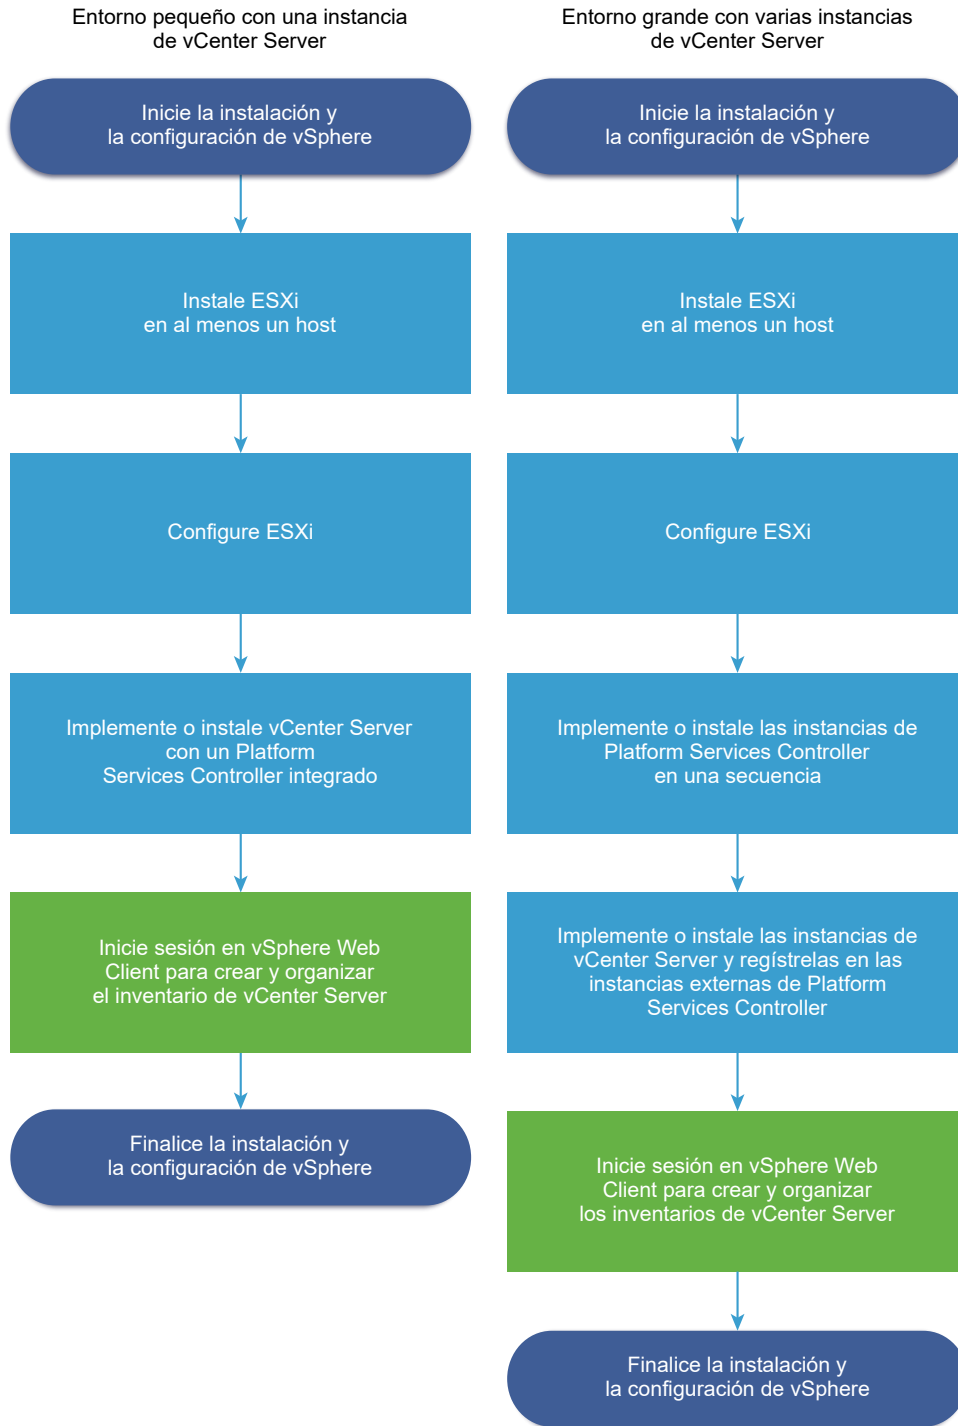 Entorno pequeño con una instancia
de vCenter Server
Inicie la instalación y
la configuración de vSphere
Instale ESXi
en al menos un host
Configure ESXi
Implemente o instale vCenter Server
con un Platform
Services Controller integrado
Inicie sesión en vSphere Web
Client para crear y organizar
el inventario de vCenter Server
Finalice la instalación y
la configuración de vSphere
Entorno grande con varias instancias
de vCenter Server
Inicie la instalación y
la configuración de vSphere
Instale ESXi
en al menos un host
Configure ESXi
Implemente o instale las instancias de
Platform Services Controller
en una secuencia
Implemente o instale las instancias de
vCenter Server y regístrelas en las
instancias externas de Platform
Services Controller
Inicie sesión en vSphere Web
Client para crear y organizar
los inventarios de vCenter Server
Finalice la instalación y
la configuración de vSphere